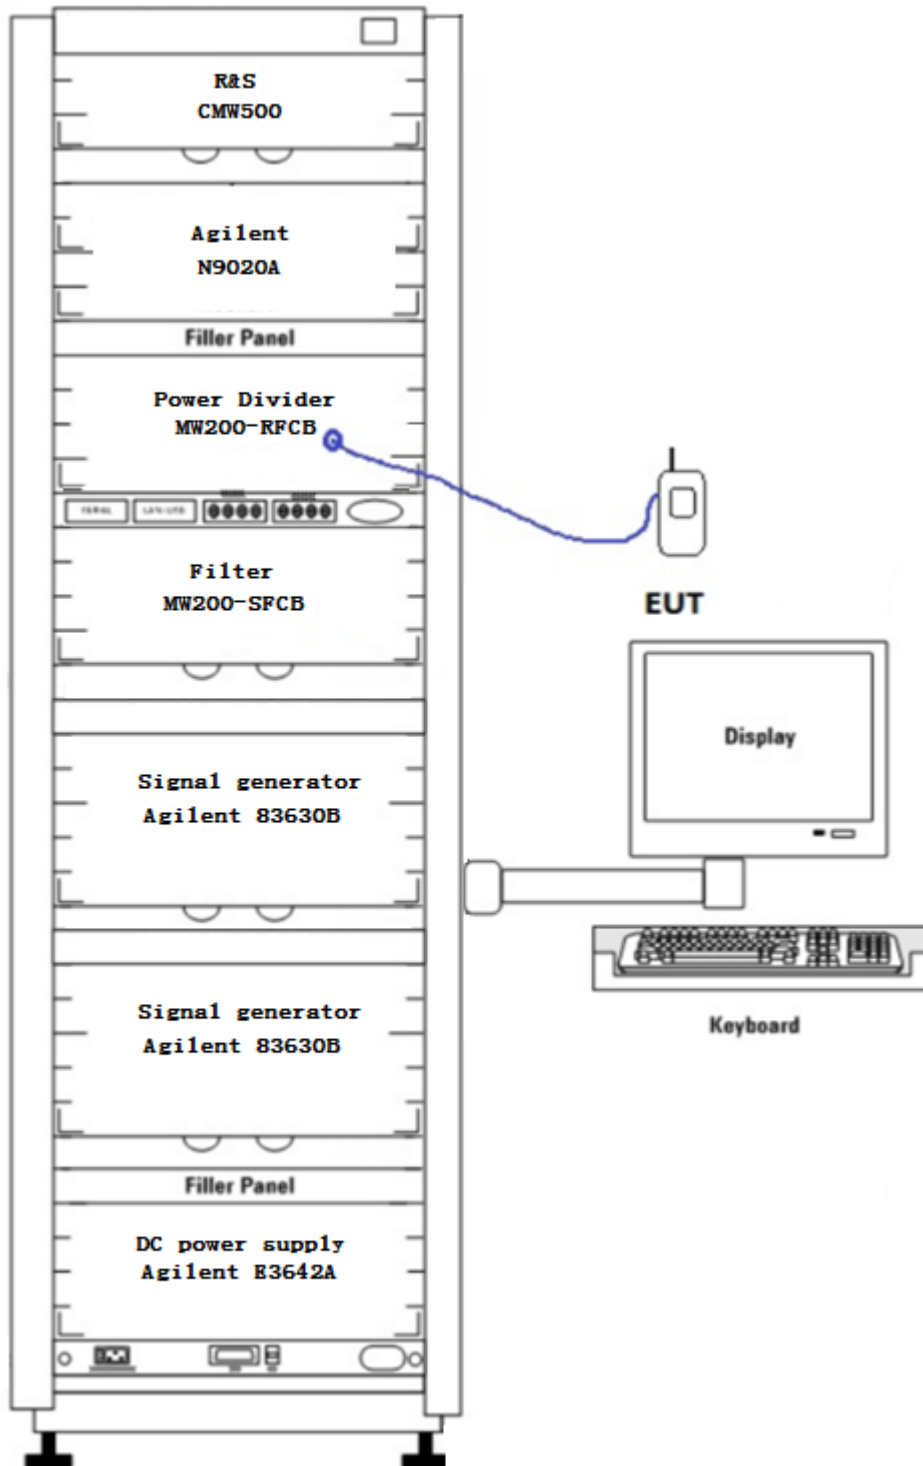 R&S
CMW500
Agilent
N9020A
Filler Panel
Power Divider
MW200-RFCB
Filter
MW200-SFCB
EUT
Display
Signal generator
Agilent 83630B
Keyboard
Signal generator
Agilent 83630B
Filler Panel
DC power supply
Agilent E3642A